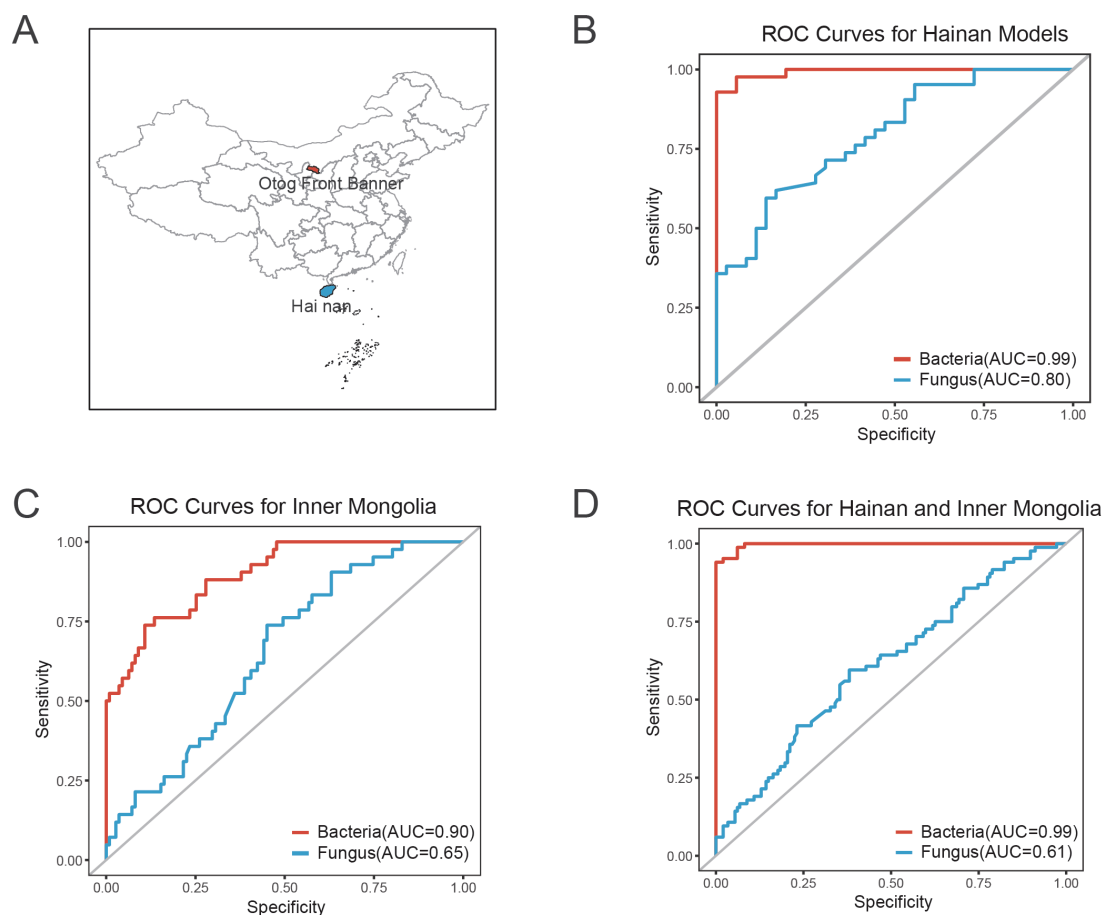 A
Otog Front Banner
Hai nan
B
ROC Curves for Hainan Models
1.00
0.75
0.50
0.25
0.00
Sensitivity
Bacteria(AUC=0.99)
Fungus(AUC=0.80)
0.00 0.25 0.50 0.75 1.00
Specificity
C
ROC Curves for Inner Mongolia
1.00
0.75
0.50
0.25
0.00
Sensitivity
Bacteria(AUC=0.90)
Fungus(AUC=0.65)
0.00 0.25 0.50 0.75 1.00
Specificity
D
ROC Curves for Hainan and Inner Mongolia
1.00
0.75
0.50
0.25
0.00
Sensitivity
Bacteria(AUC=0.99)
Fungus(AUC=0.61)
0.00 0.25 0.50 0.75 1.00
Specificity